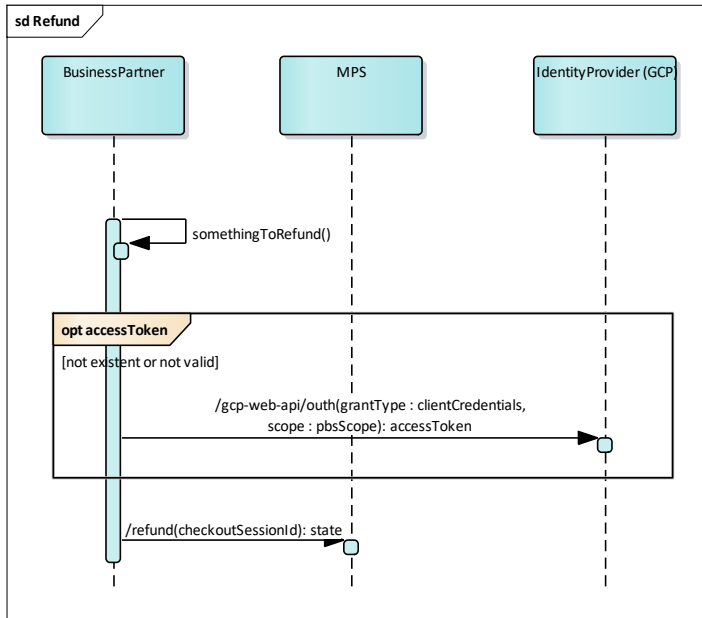 sd Refund
BusinessPartner
MPS
IdentityProvider (GCP)
somethingToRefund()
opt accessToken
[not existent or not valid]
/gcp-web-api/outh(grantType : clientCredentials,
scope : pbsScope): accessToken
/refund(checkoutSessionId): state